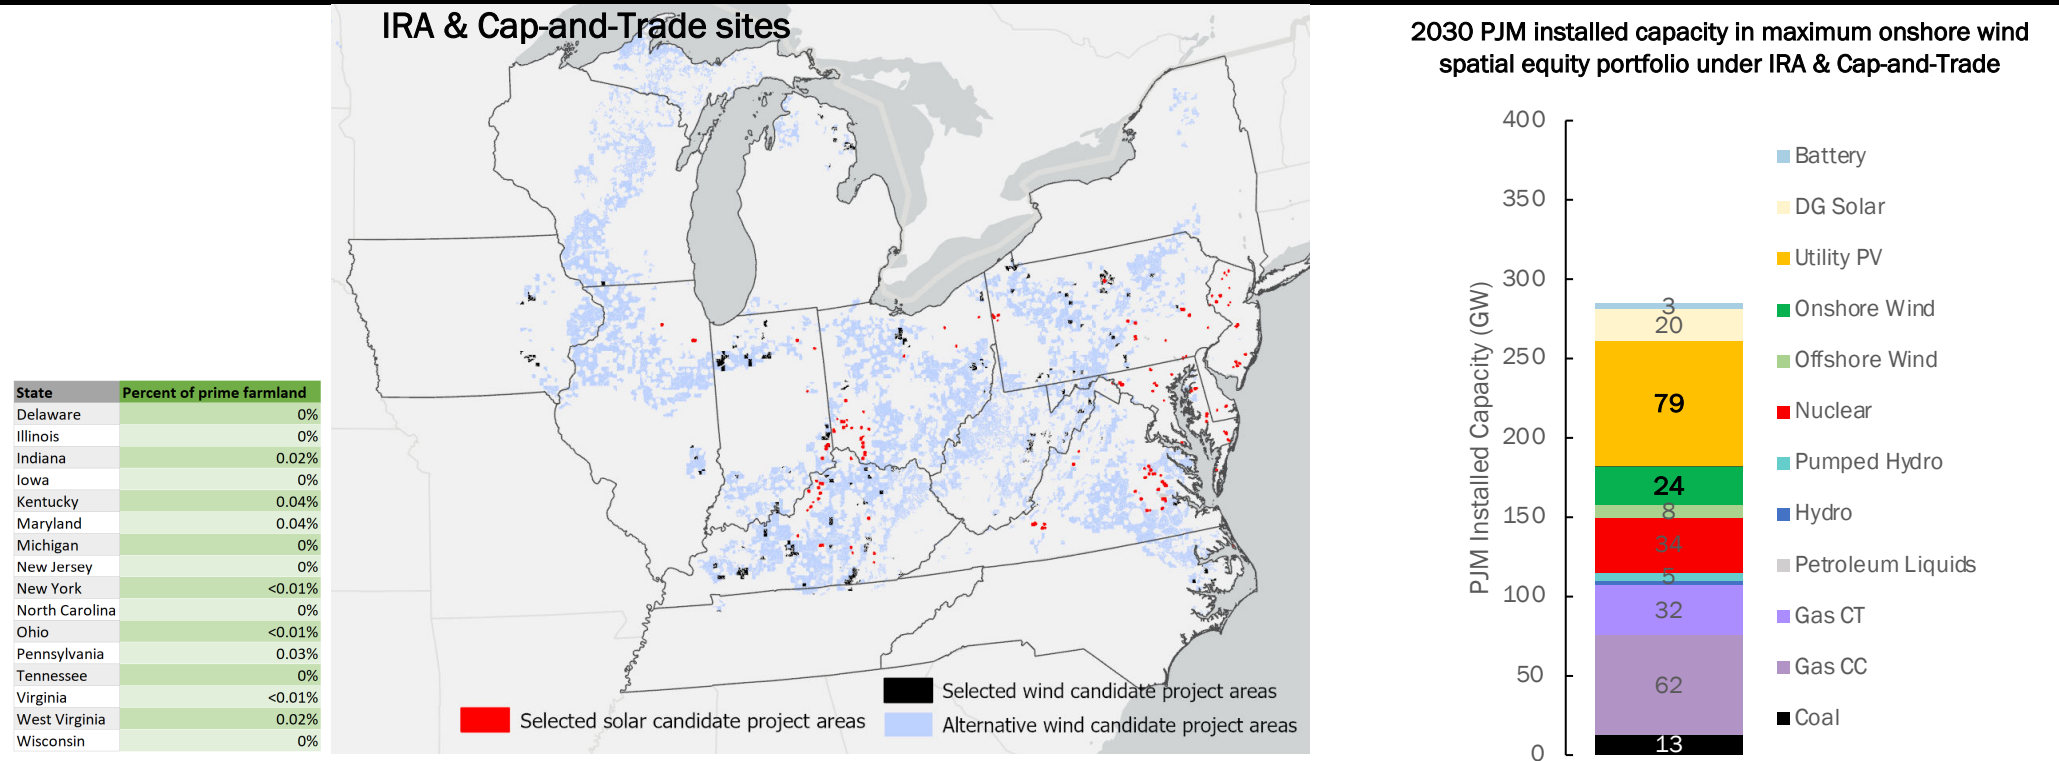 IRA & Cap-and-Trade sites
State Percent of prime farmland
Delaware 0%
Illinois 0%
Indiana 0.02%
Iowa 0%
Kentucky 0.04%
Maryland 0.04%
Michigan 0%
New Jersey 0%
New York <0.01%
North Carolina 0%
Ohio <0.01%
Pennsylvania 0.03%
Tennessee 0%
Virginia <0.01%
West Virginia 0.02%
Wisconsin 0%
Selected solar candidate project areas
Selected wind candidate project areas
Alternative wind candidate project areas
2030 PJM installed capacity in maximum onshore wind
spatial equity portfolio under IRA & Cap-and-Trade
PJM Installed Capacity (GW)
400
350
300
250
200
150
100
50
0
3
20
79
24
8
34
5
32
62
13
Battery
DG Solar
Utility PV
Onshore Wind
Offshore Wind
Nuclear
Pumped Hydro
Hydro
Petroleum Liquids
Gas CT
Gas CC
Coal